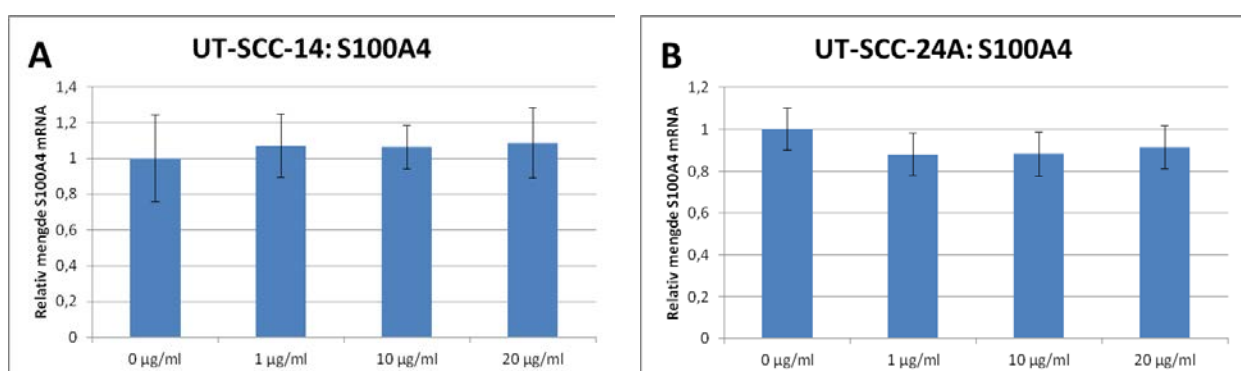 A
UT-SCC-14: S100A4
Relativ mengde S100A4 mRNA
1,4
1,2
1
0,8
0,6
0,4
0,2
0
0 µg/ml
1 µg/ml
10 µg/ml
20 µg/ml
B
UT-SCC-24A: S100A4
Relativ mengde S100A4 mRNA
1,2
1
0,8
0,6
0,4
0,2
0
0 µg/ml
1 µg/ml
10 µg/ml
20 µg/ml